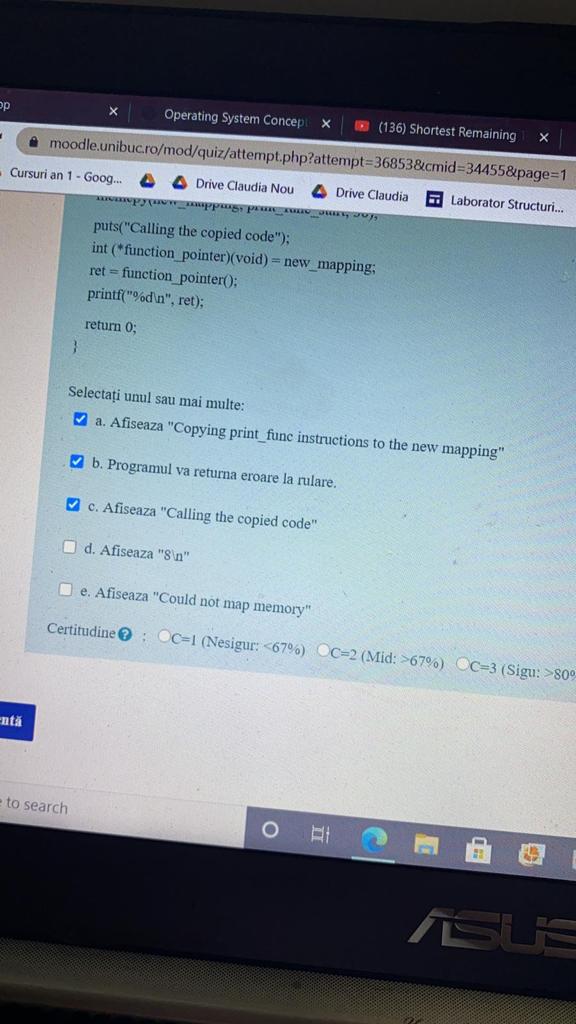 op
Operating System Concep
(136) Shortest Remaining
moodle.unibuc.ro/mod/quiz/attempt.php?attempt=36853&cmid=34455&page=1
Cursuri an 1 - Goog...
Drive Claudia Nou
Drive Claudia
Laborator Structuri...
puts("Calling the copied code");
int (*function_pointer)(void) = new_mapping;
ret = function_pointer();
printf("%d\n", ret);
return 0;
}
Selectați unul sau mai multe:
a. Afiseaza "Copying print_func instructions to the new mapping"
b. Programul va returna eroare la rulare.
c. Afiseaza "Calling the copied code"
d. Afiseaza "8\n"
e. Afiseaza "Could not map memory"
Certitudine ? : C=1 (Nesigur: <67%) C=2 (Mid: >67%) C=3 (Sigu: >80%
entă
e to search
ASUS